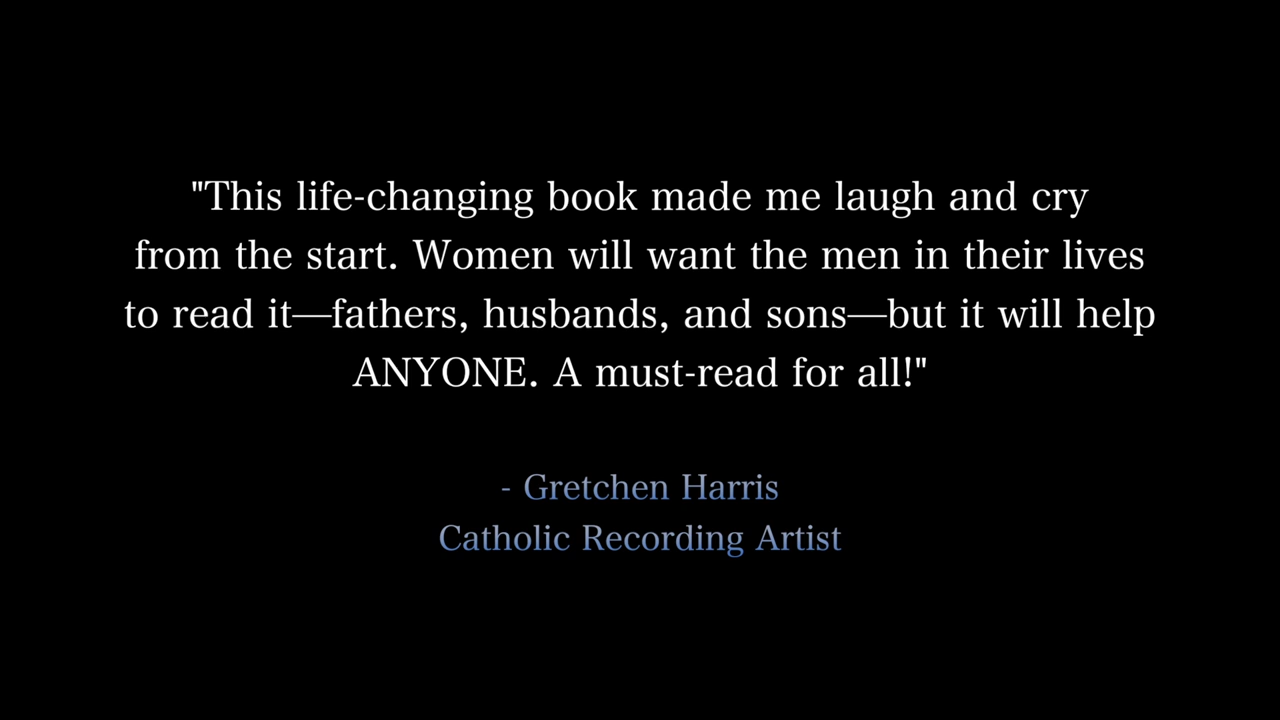 "This life-changing book made me laugh and cry
from the start. Women will want the men in their lives
to read it—fathers, husbands, and sons—but it will help
ANYONE. A must-read for all!"
- Gretchen Harris
Catholic Recording Artist